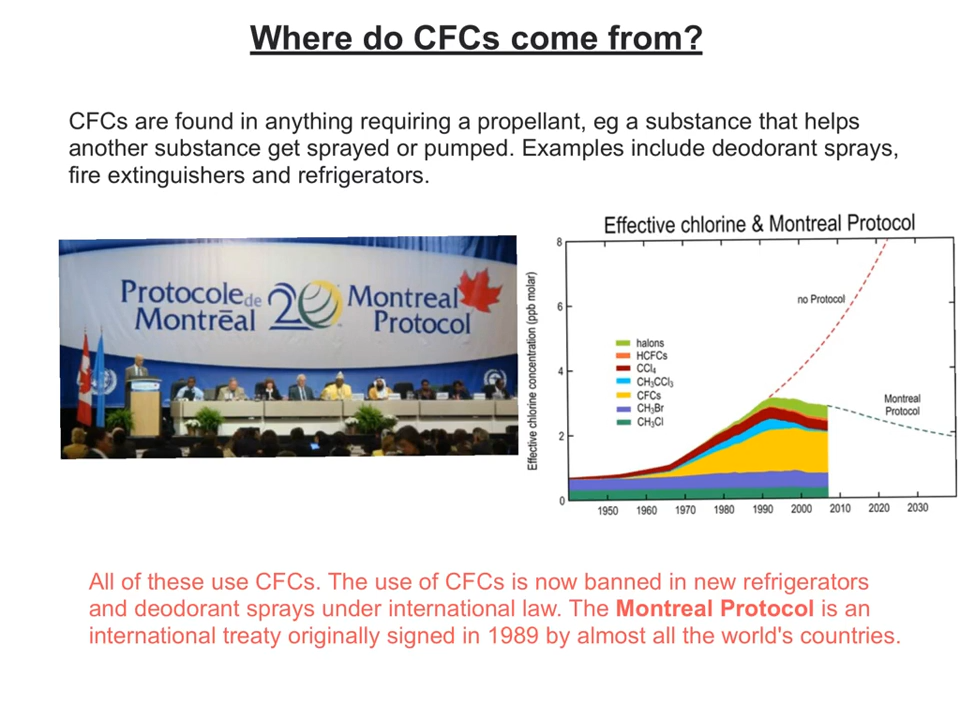 Where do CFCs come from?
CFCs are found in anything requiring a propellant, eg a substance that helps
another substance get sprayed or pumped. Examples include deodorant sprays,
fire extinguishers and refrigerators.
Protocole de
Montréal
20
Montreal
Protocol
Effective chlorine & Montreal Protocol
Effective chlorine concentration (ppb molar)
8
6
4
2
0
no Protocol
halons
HCFCs
CCl₄
CH₃CCl₃
CFCs
CH₃Br
CH₃Cl
Montreal
Protocol
1950 1960 1970 1980 1990 2000 2010 2020 2030
All of these use CFCs. The use of CFCs is now banned in new refrigerators
and deodorant sprays under international law. The Montreal Protocol is an
international treaty originally signed in 1989 by almost all the world's countries.